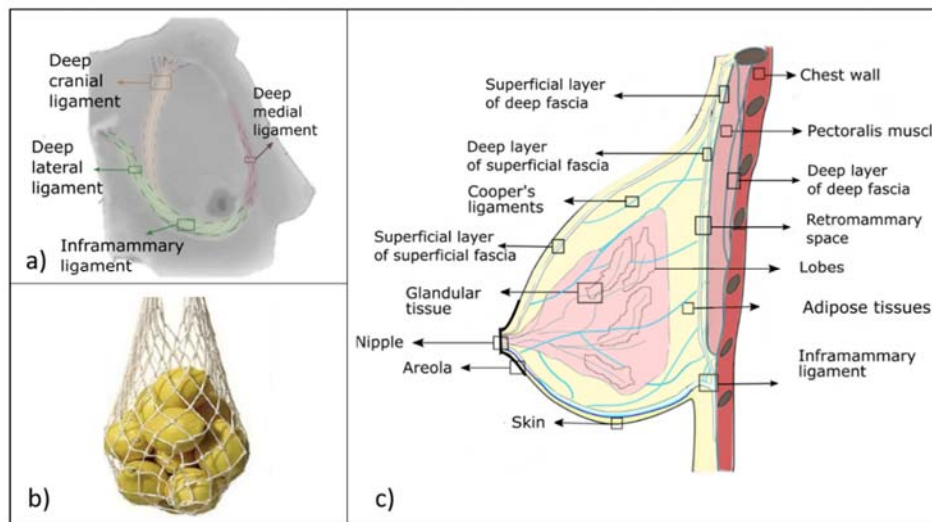 Deep
cranial
ligament
Deep
medial
ligament
Deep
lateral
ligament
Inframammary
ligament
a)
b)
Superficial layer
of deep fascia
Deep layer
of superficial fascia
Cooper's
ligaments
Superficial layer
of superficial fascia
Glandular
tissue
Nipple
Areola
Skin
Chest wall
Pectoralis muscl
Deep layer
of deep fascia
Retromammary
space
Lobes
Adipose tissues
Inframammary
ligament
c)